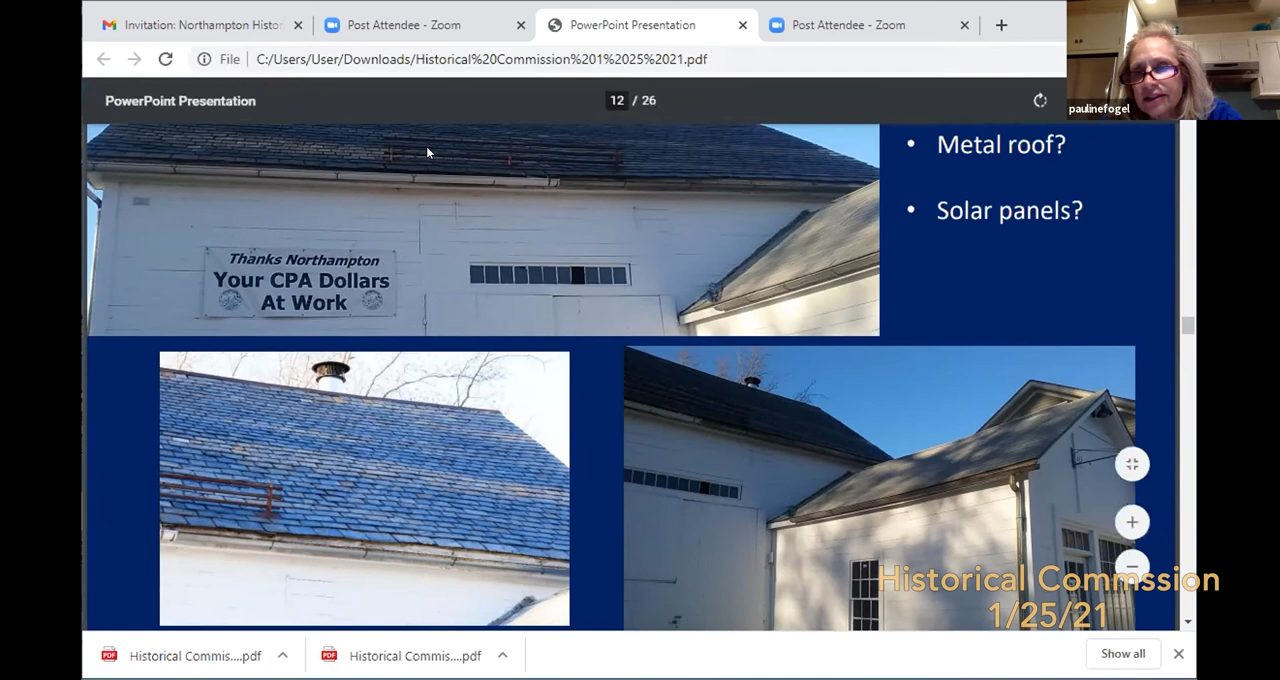 Invitation: Northampton Histor
Post Attendee - Zoom
PowerPoint Presentation
Post Attendee - Zoom
File
C:/Users/User/Downloads/Historical%20Commission%201%2025%2021.pdf
paulinefogel
PowerPoint Presentation
12 / 26
• Metal roof?
• Solar panels?
Thanks Northampton
Your CPA Dollars
At Work
Historical Commssion
1/25/21
PDF
Historical Commis....pdf
PDF
Historical Commis....pdf
Show all